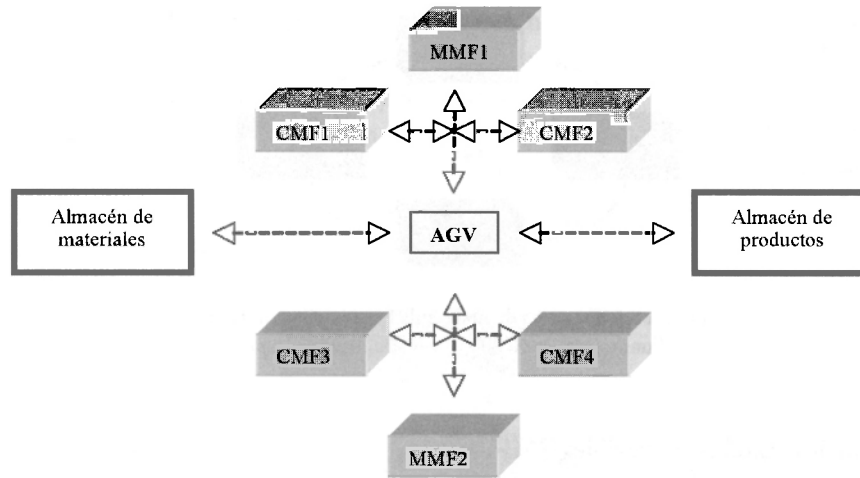 MMF1
CMF1
CMF2
Almacén de
materiales
AGV
Almacén de
productos
CMF3
CMF4
MMF2